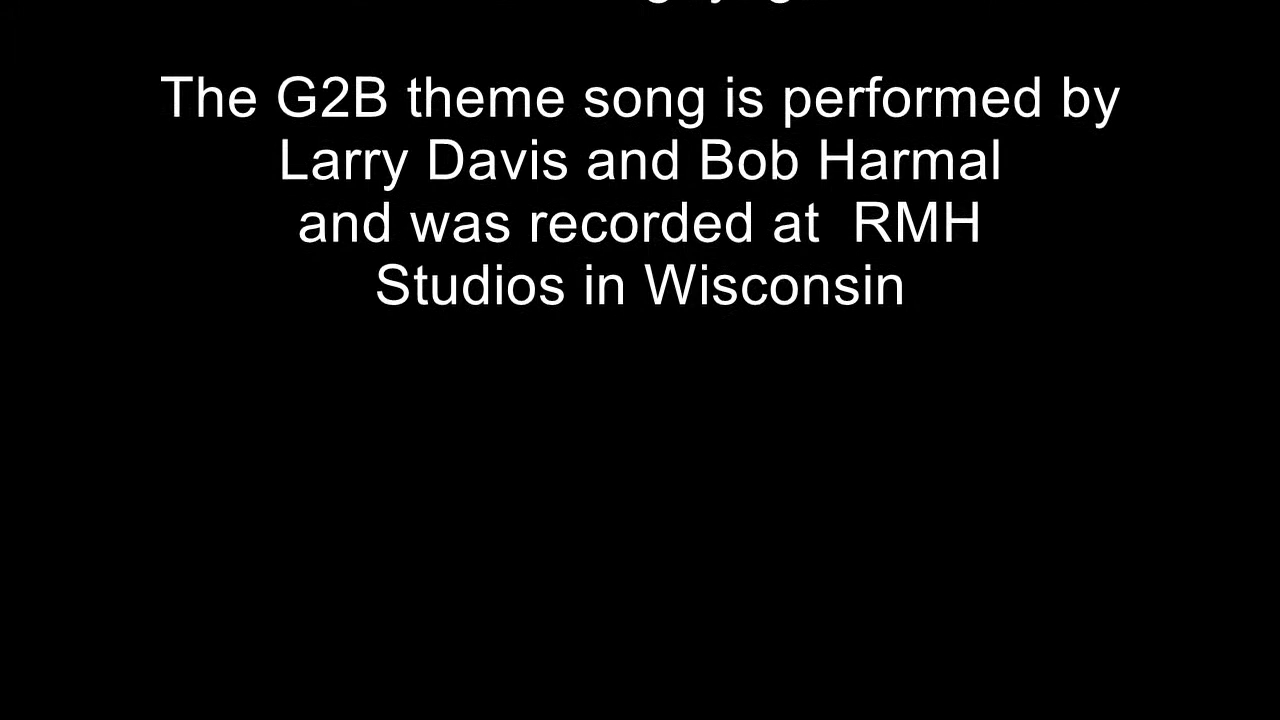 The G2B theme song is performed by
Larry Davis and Bob Harmal
and was recorded at  RMH
Studios in Wisconsin